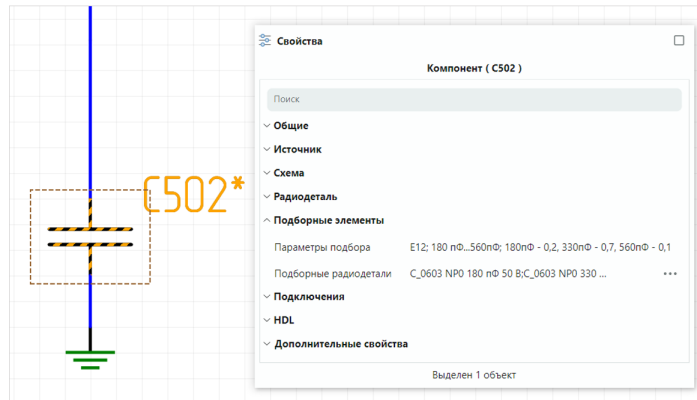 C502*
Свойства
Компонент ( C502 )
Поиск
Общие
Источник
Схема
Радиодеталь
Подборные элементы
Параметры подбора E12; 180 пФ...560пФ; 180пФ - 0,2, 330пФ - 0,7, 560пФ - 0,1
Подборные радиодетали C_0603 NP0 180 пФ 50 В;C_0603 NP0 330 ...
Подключения
HDL
Дополнительные свойства
Выделен 1 объект